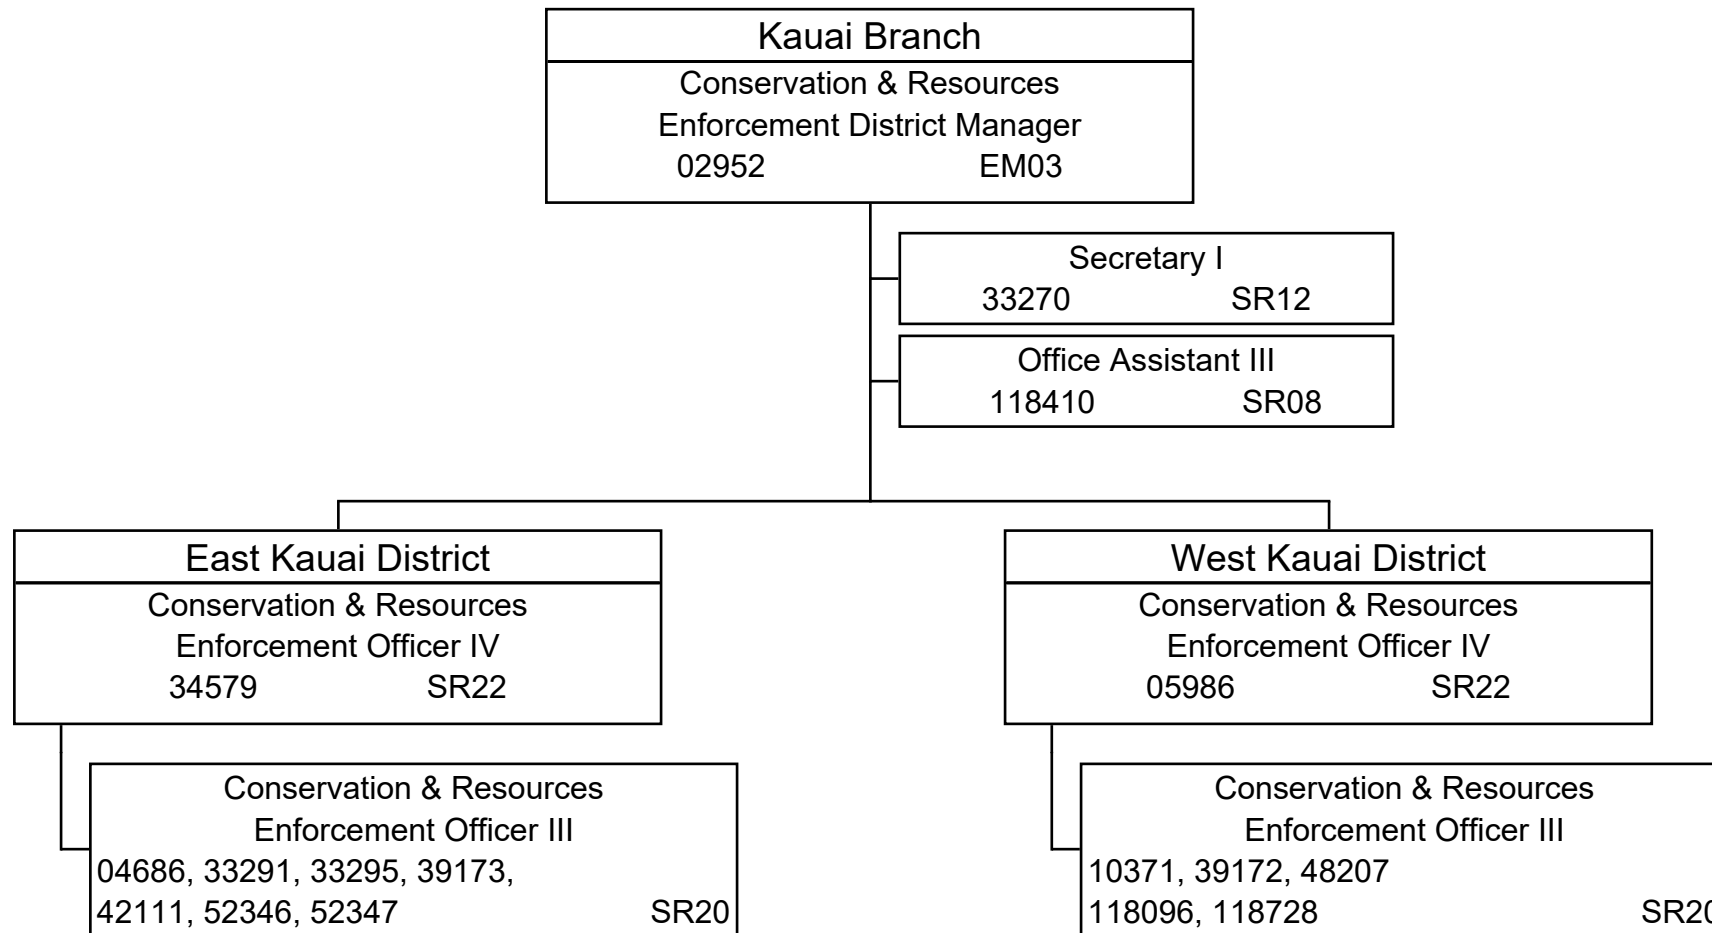 Kauai Branch
Conservation & Resources
Enforcement District Manager
02952 EM03
Secretary I
33270 SR12
Office Assistant III
118410 SR08
East Kauai District
Conservation & Resources
Enforcement Officer IV
34579 SR22
Conservation & Resources
Enforcement Officer III
04686, 33291, 33295, 39173,
42111, 52346, 52347 SR20
West Kauai District
Conservation & Resources
Enforcement Officer IV
05986 SR22
Conservation & Resources
Enforcement Officer III
10371, 39172, 48207
118096, 118728 SR20